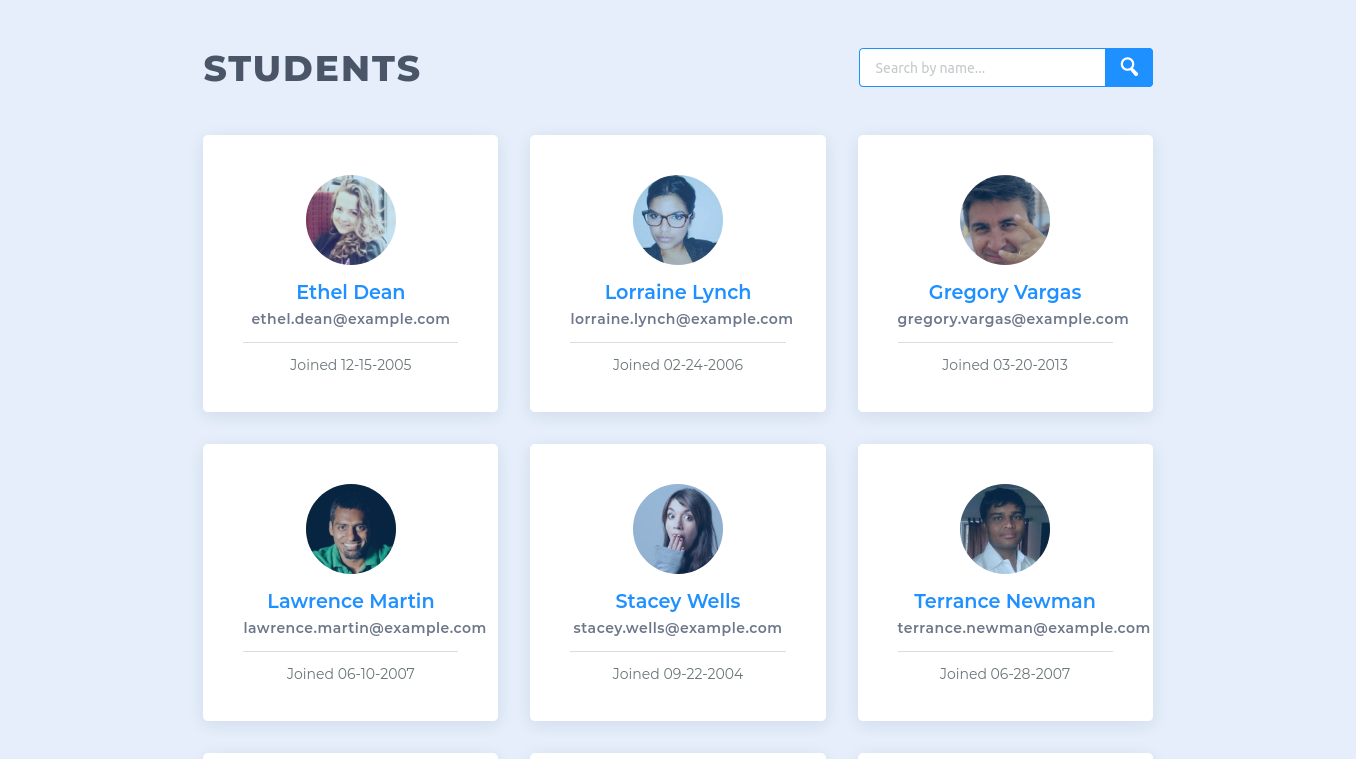 STUDENTS
Search by name...
Ethel Dean
ethel.dean@example.com
Joined 12-15-2005
Lorraine Lynch
lorraine.lynch@example.com
Joined 02-24-2006
Gregory Vargas
gregory.vargas@example.com
Joined 03-20-2013
Lawrence Martin
lawrence.martin@example.com
Joined 06-10-2007
Stacey Wells
stacey.wells@example.com
Joined 09-22-2004
Terrance Newman
terrance.newman@example.com
Joined 06-28-2007